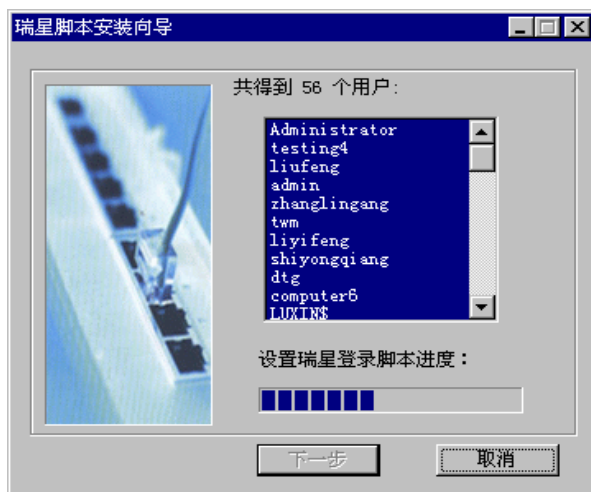 瑞星脚本安装向导
共得到 56 个用户:
Administrator
testing4
liufeng
admin
zhanglingang
twm
liyifeng
shiyongqiang
dtg
computer6
LUXIN$
设置瑞星登录脚本进度：
下一步
取消